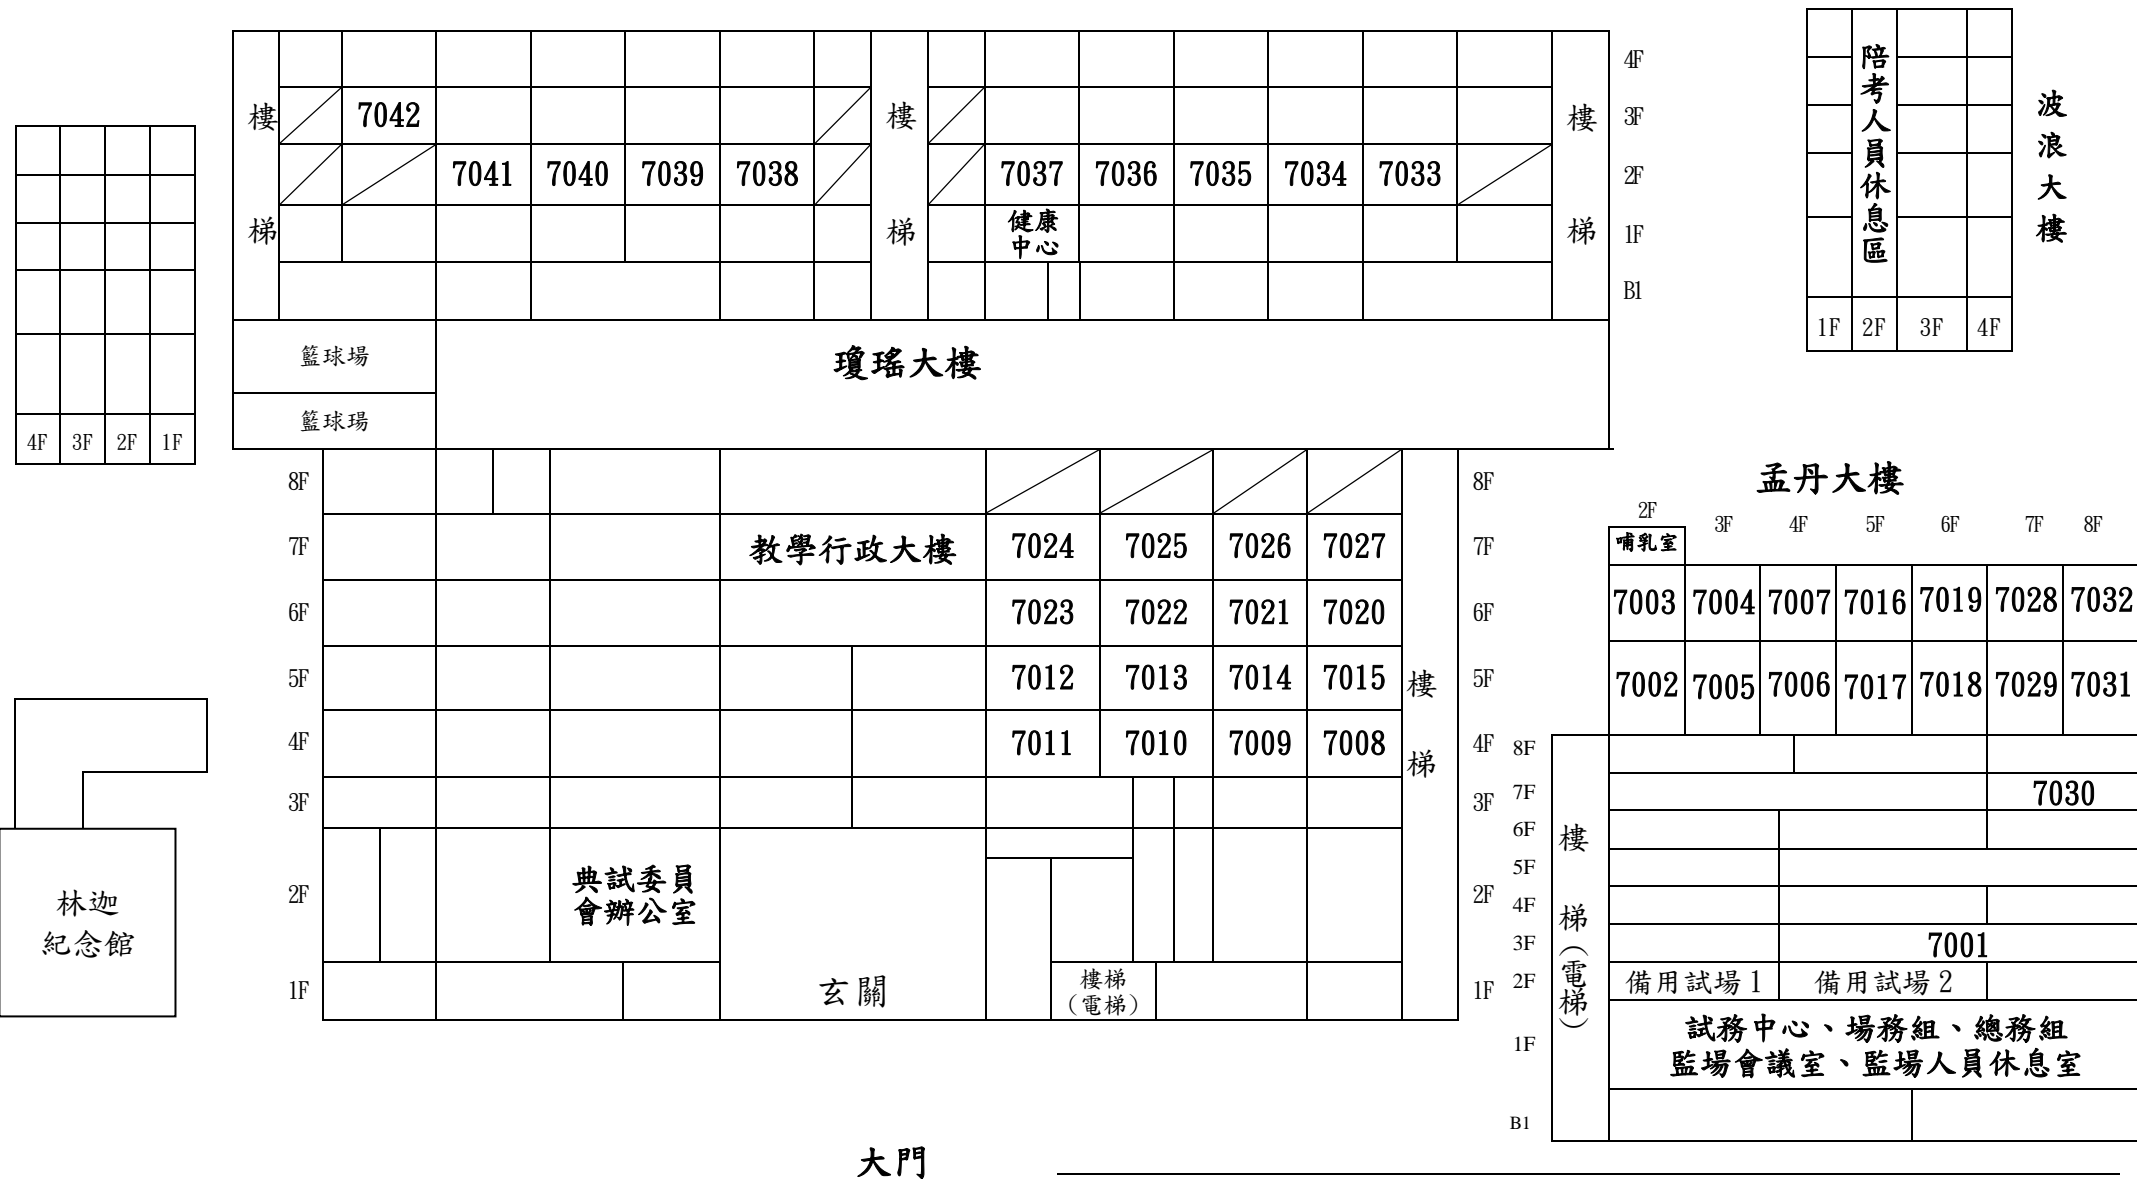 4F
樓 7042 樓 樓 3F
7041 7040 7039 7038 7037 7036 7035 7034 7033 2F
梯 梯 健康
中心 梯 1F
B1
陪考人員休息區
1F 2F 3F 4F
波浪大樓
4F 3F 2F 1F
籃球場
瓊瑤大樓
籃球場
8F 8F
7F 教學行政大樓 7024 7025 7026 7027 7F
6F 7023 7022 7021 7020 6F
5F 7012 7013 7014 7015 樓 5F
4F 7011 7010 7009 7008 梯 4F
3F 3F
2F 典試委員
會辦公室 2F
1F 玄關 樓梯
(電梯) 1F
孟丹大樓
2F 3F 4F 5F 6F 7F 8F
哺乳室
7003 7004 7007 7016 7019 7028 7032
7002 7005 7006 7017 7018 7029 7031
8F
7F 7030
6F 樓
5F
4F 梯
3F (電梯) 7001
2F 備用試場1 備用試場2
1F 試務中心、場務組、總務組
監場會議室、監場人員休息室
B1
林迦
紀念館
大門